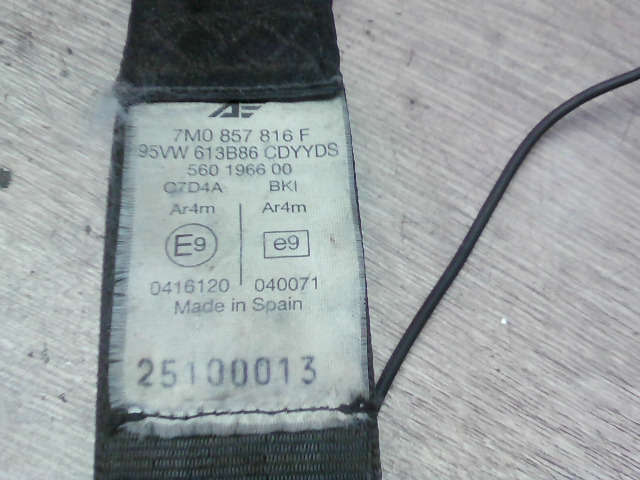 7M0 857 816 F
95VW 613B86 CDYYDS
560 1966 00
C7D4A BKI
Ar4m Ar4m
E9 e9
0416120 040071
Made in Spain
25100013